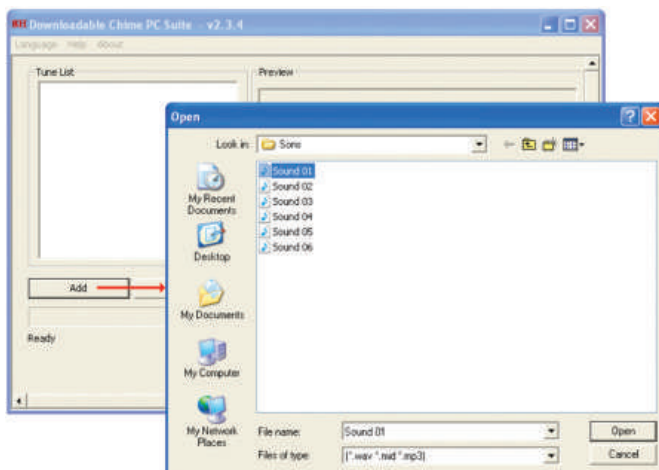 RH Downloadable Chime PC Suite - v2.3.4
Language Help About
Tune List
Preview
Add
Ready
Open
Look in:
Sons
My Recent
Documents
Desktop
My Documents
My Computer
My Network
Places
Sound 01
Sound 02
Sound 03
Sound 04
Sound 05
Sound 06
File name:
Sound 01
Open
Files of type:
(*.wav *.mid *.mp3)
Cancel